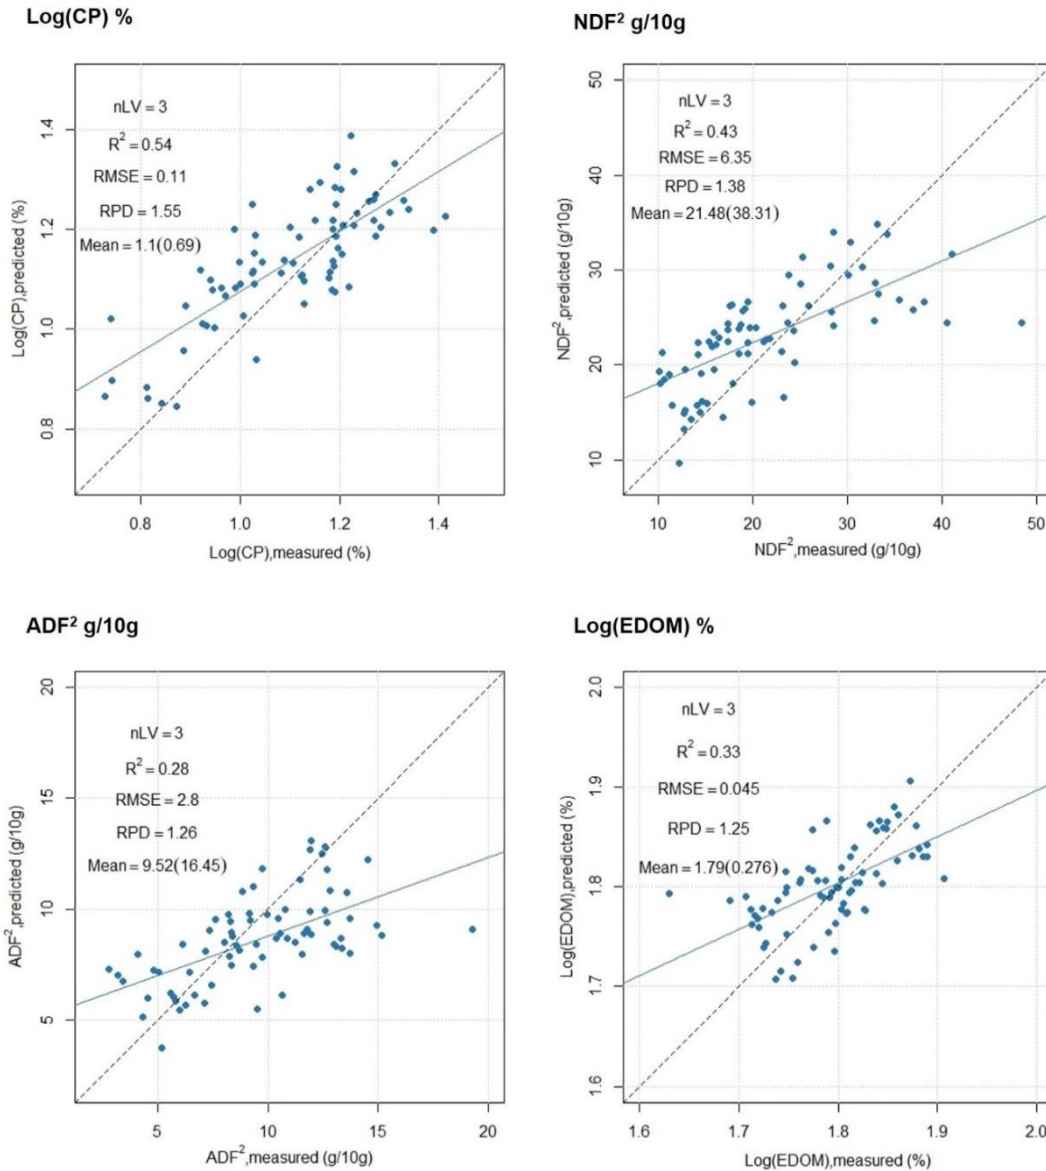 Log(CP) %
nLV = 3
R² = 0.54
RMSE = 0.11
RPD = 1.55
Mean = 1.1(0.69)
Log(CP),predicted (%)
1.4
1.2
1.0
0.8
0.8 1.0 1.2 1.4
Log(CP),measured (%)
NDF² g/10g
nLV = 3
R² = 0.43
RMSE = 6.35
RPD = 1.38
Mean = 21.48(38.31)
NDF²,predicted (g/10g)
50
40
30
20
10
10 20 30 40 50
NDF²,measured (g/10g)
ADF² g/10g
nLV = 3
R² = 0.28
RMSE = 2.8
RPD = 1.26
Mean = 9.52(16.45)
ADF²,predicted (g/10g)
20
15
10
5
5 10 15 20
ADF²,measured (g/10g)
Log(EDOM) %
nLV = 3
R² = 0.33
RMSE = 0.045
RPD = 1.25
Mean = 1.79(0.276)
Log(EDOM),predicted (%)
2.0
1.9
1.8
1.7
1.6
1.6 1.7 1.8 1.9 2.0
Log(EDOM),measured (%)